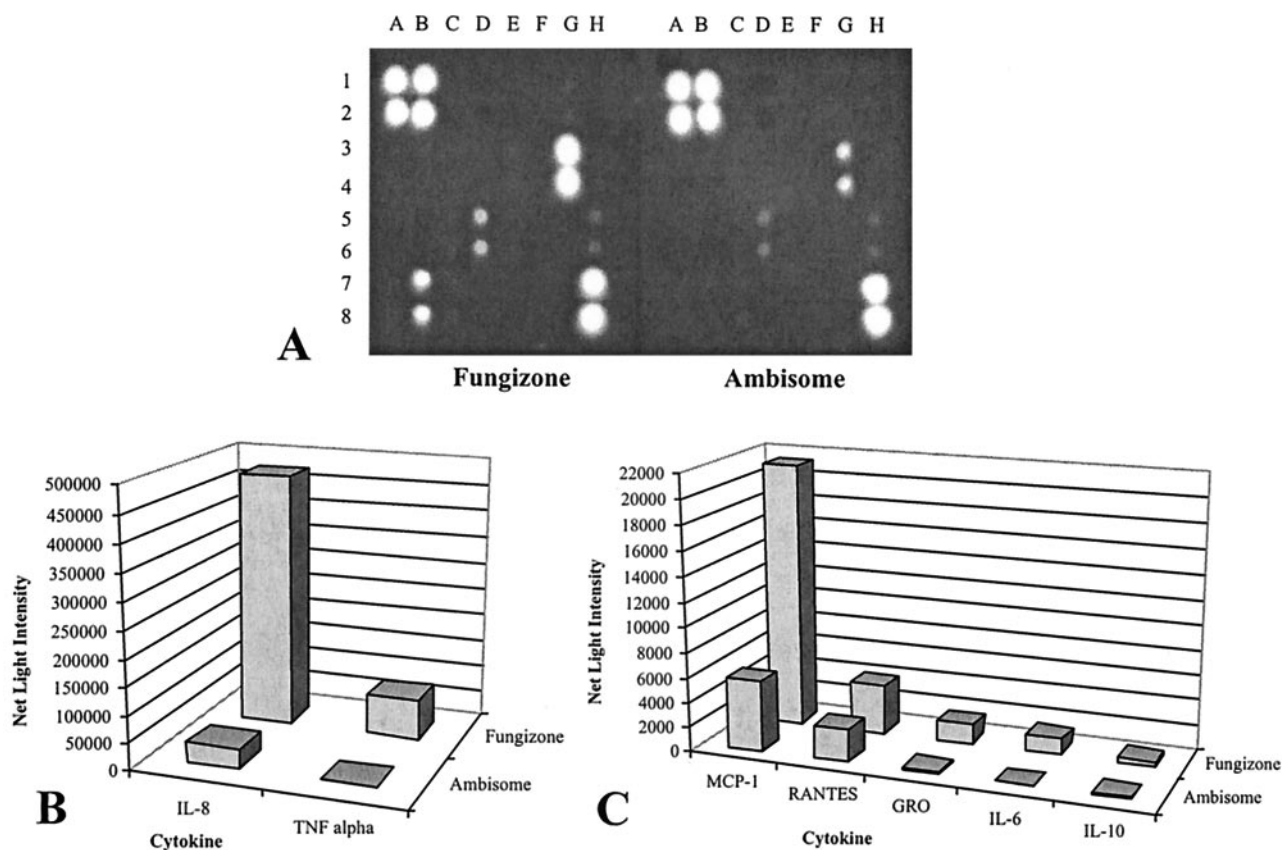 A B C D E F G H A B C D E F G H
1
2
3
4
5
6
7
8
A
Fungizone Ambisome
500000
450000
400000
350000
300000
250000
200000
150000
100000
50000
0
Net Light Intensity
IL-8
TNF alpha
Cytokine
Fungizone
Ambisome
B
22000
20000
18000
16000
14000
12000
10000
8000
6000
4000
2000
0
Net Light Intensity
MCP-1
RANTES
GRO
IL-6
IL-10
Cytokine
Fungizone
Ambisome
C